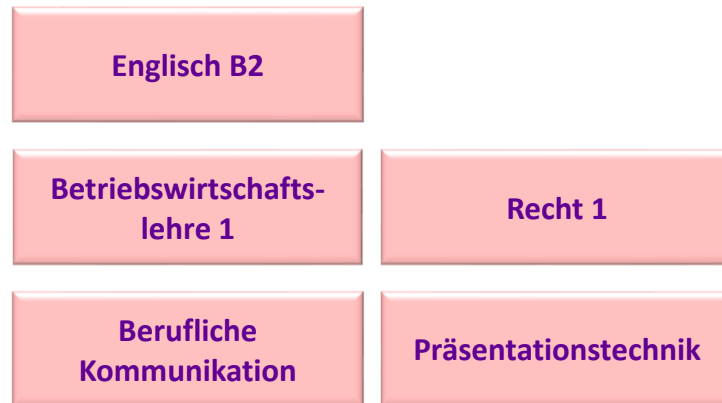 Englisch B2
Betriebswirtschafts-
lehre 1
Recht 1
Berufliche
Kommunikation
Präsentationstechnik